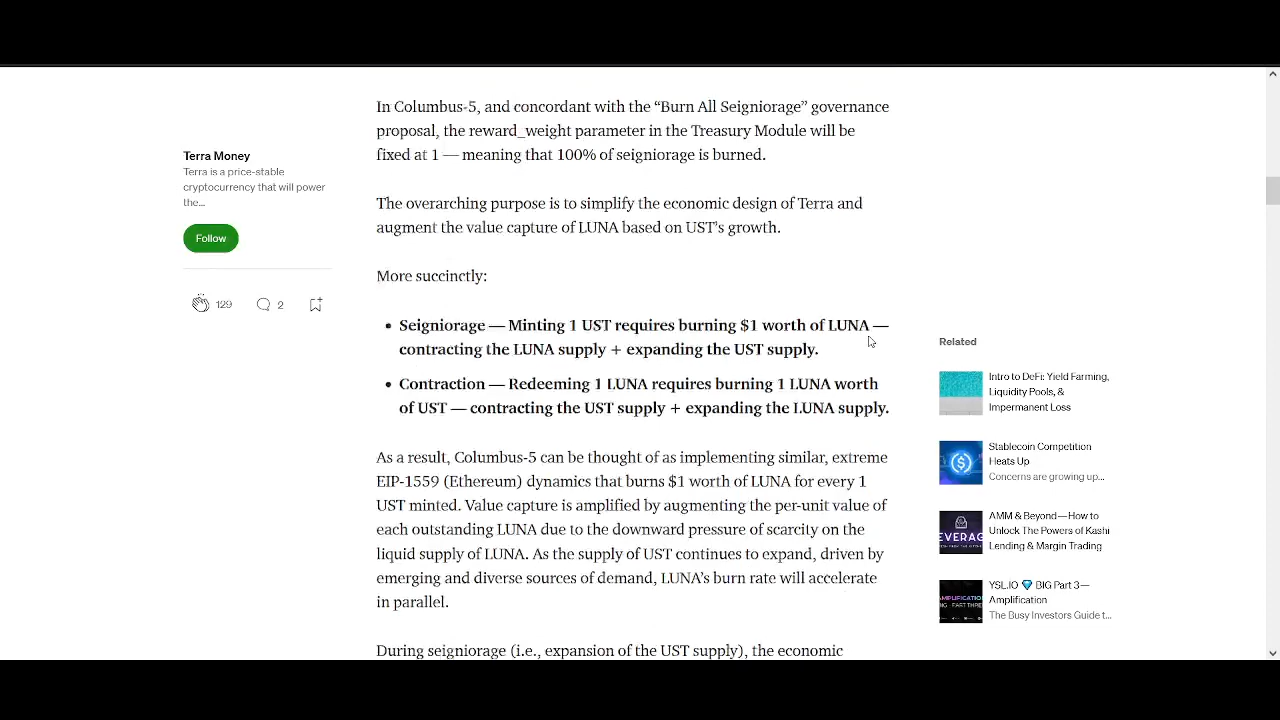 In Columbus-5, and concordant with the “Burn All Seigniorage” governance
proposal, the reward_weight parameter in the Treasury Module will be
fixed at 1 — meaning that 100% of seigniorage is burned.
The overarching purpose is to simplify the economic design of Terra and
augment the value capture of LUNA based on UST’s growth.
More succinctly:
• Seigniorage — Minting 1 UST requires burning $1 worth of LUNA —
contracting the LUNA supply + expanding the UST supply.
• Contraction — Redeeming 1 LUNA requires burning 1 LUNA worth
of UST — contracting the UST supply + expanding the LUNA supply.
As a result, Columbus-5 can be thought of as implementing similar, extreme
EIP-1559 (Ethereum) dynamics that burns $1 worth of LUNA for every 1
UST minted. Value capture is amplified by augmenting the per-unit value of
each outstanding LUNA due to the downward pressure of scarcity on the
liquid supply of LUNA. As the supply of UST continues to expand, driven by
emerging and diverse sources of demand, LUNA’s burn rate will accelerate
in parallel.
During seigniorage (i.e., expansion of the UST supply), the economic
Terra Money
Terra is a price-stable
cryptocurrency that will power
the...
Follow
129
2
Related
Intro to DeFi: Yield Farming,
Liquidity Pools, &
Impermanent Loss
Stablecoin Competition
Heats Up
Concerns are growing up...
AMM & Beyond — How to
Unlock The Powers of Kashi
Lending & Margin Trading
YSL.IO 💎 BIG Part 3 —
Amplification
The Busy Investors Guide t...